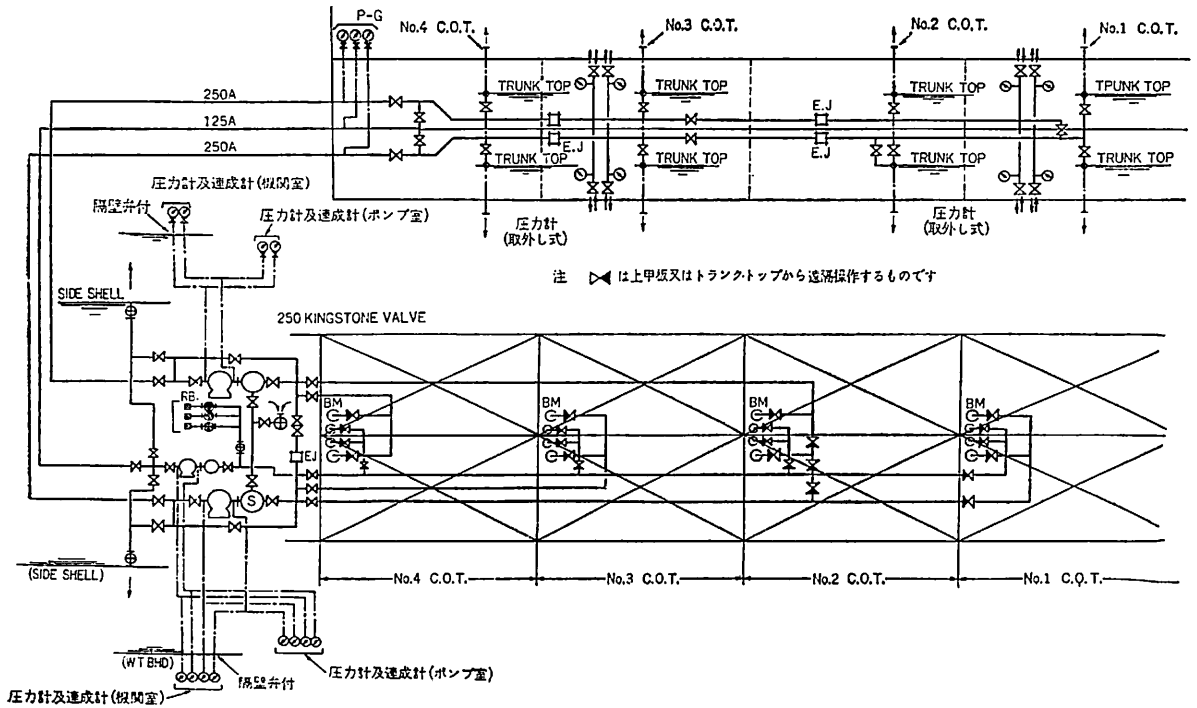 P-G
No.4 C.O.T.
No.3 C.O.T.
No.2 C.O.T.
No.1 C.O.T.
TRUNK TOP
TRUNK TOP
TRUNK TOP
TPUNK TOP
250A
125A
250A
E.J
E.J
E.J
E.J
TRUNK TOP
TRUNK TOP
TRUNK TOP
TRUNK TOP
圧力計
(取外し式)
圧力計
(取外し式)
圧力計及連成計(機関室)
隔壁弁付
圧力計及連成計(ポンプ室)
注 は上甲板又はトランクトップから遠隔操作するものです
SIDE SHELL
250 KINGSTONE VALVE
RB.
BM
BM
BM
BM
EJ
S
(SIDE SHELL)
No.4 C.O.T.
No.3 C.O.T.
No.2 C.O.T.
No.1 C.O.T.
(WT BHD)
隔壁弁付
圧力計及連成計(ポンプ室)
圧力計及連成計(機関室)